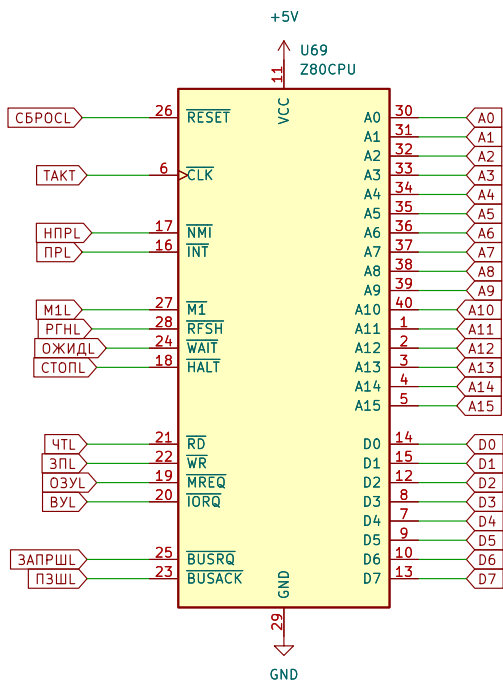 +5V
U69
Z80CPU
11
VCC
СБРОСL 26 RESET A0 30 A0
A1 31 A1
A2 32 A2
ТАКТ 6 CLK A3 33 A3
A4 34 A4
A5 35 A5
НПРL 17 NMI A6 36 A6
ПРL 16 INT A7 37 A7
A8 38 A8
A9 39 A9
М1L 27 M1 A10 40 A10
РГНL 28 RFSH A11 1 A11
ОЖИДL 24 WAIT A12 2 A12
СТОПL 18 HALT A13 3 A13
A14 4 A14
A15 5 A15
ЧТL 21 RD D0 14 D0
ЗПL 22 WR D1 15 D1
ОЗУL 19 MREQ D2 12 D2
ВУL 20 IORQ D3 8 D3
D4 7 D4
D5 9 D5
ЗАПРШL 25 BUSRQ D6 10 D6
ПЗШL 23 BUSACK D7 13 D7
GND
29
GND